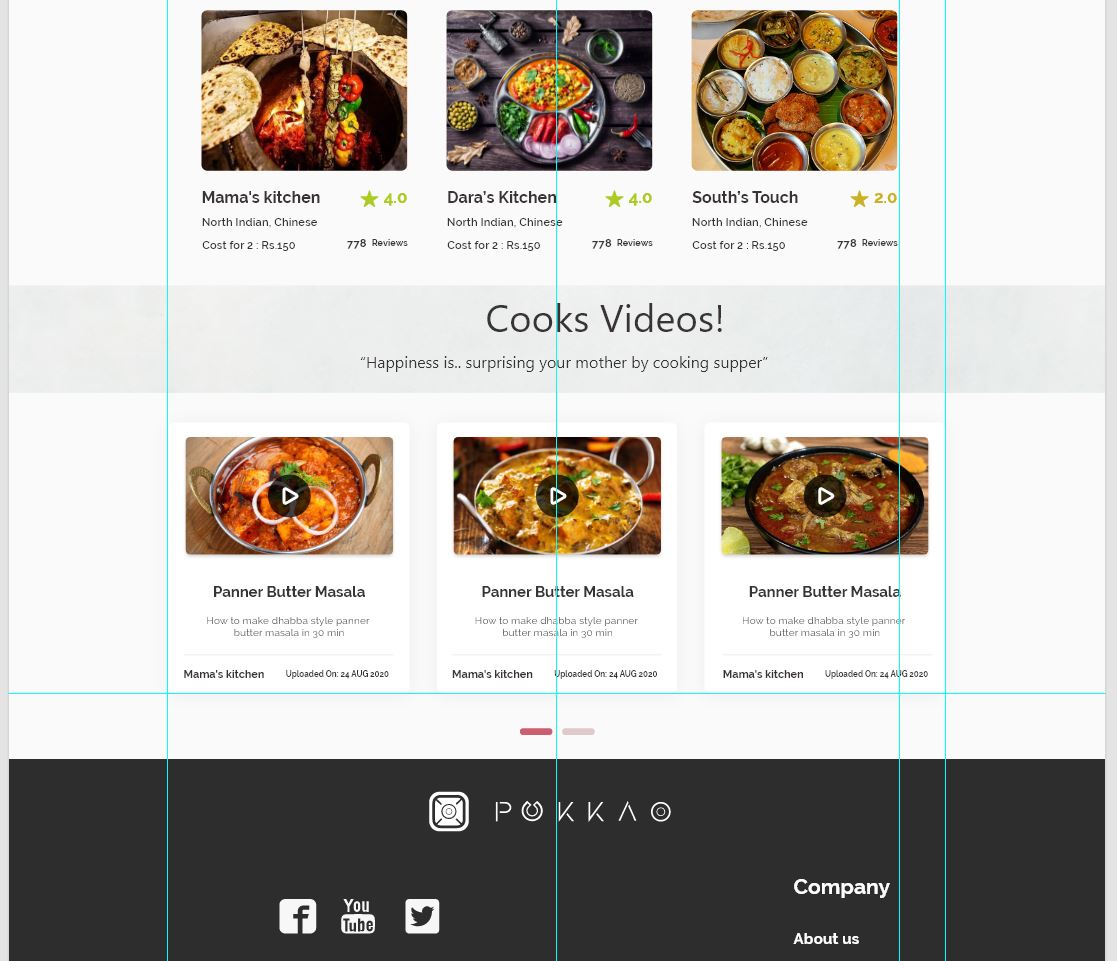 Mama's kitchen 4.0
North Indian, Chinese
Cost for 2 : Rs.150 778 Reviews
Dara's Kitchen 4.0
North Indian, Chinese
Cost for 2 : Rs.150 778 Reviews
South's Touch 2.0
North Indian, Chinese
Cost for 2 : Rs.150 778 Reviews
Cooks Videos!
“Happiness is.. surprising your mother by cooking supper”
Panner Butter Masala
How to make dhabba style panner
butter masala in 30 min
Mama's kitchen Uploaded On: 24 AUG 2020
Panner Butter Masala
How to make dhabba style panner
butter masala in 30 min
Mama's kitchen Uploaded On: 24 AUG 2020
Panner Butter Masala
How to make dhabba style panner
butter masala in 30 min
Mama's kitchen Uploaded On: 24 AUG 2020
PUKKAO
You
Tube
Company
About us